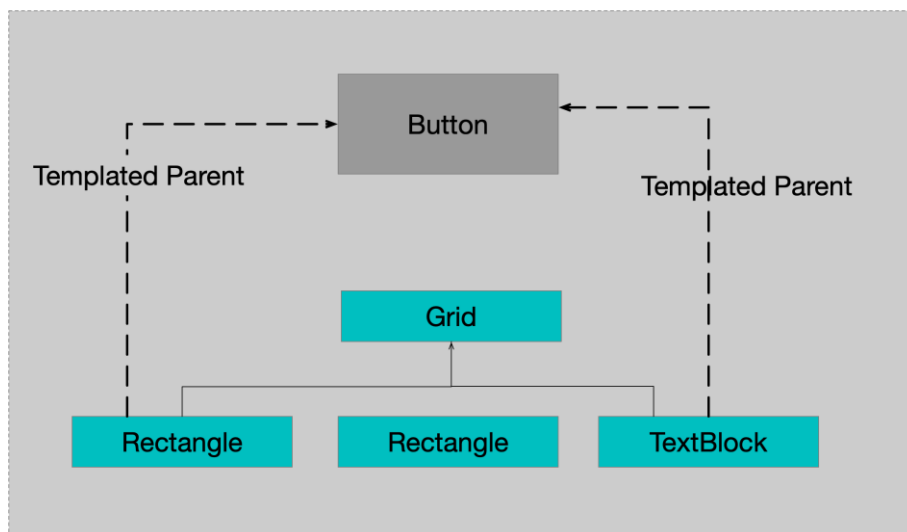 Button
Templated Parent
Templated Parent
Grid
Rectangle
Rectangle
TextBlock